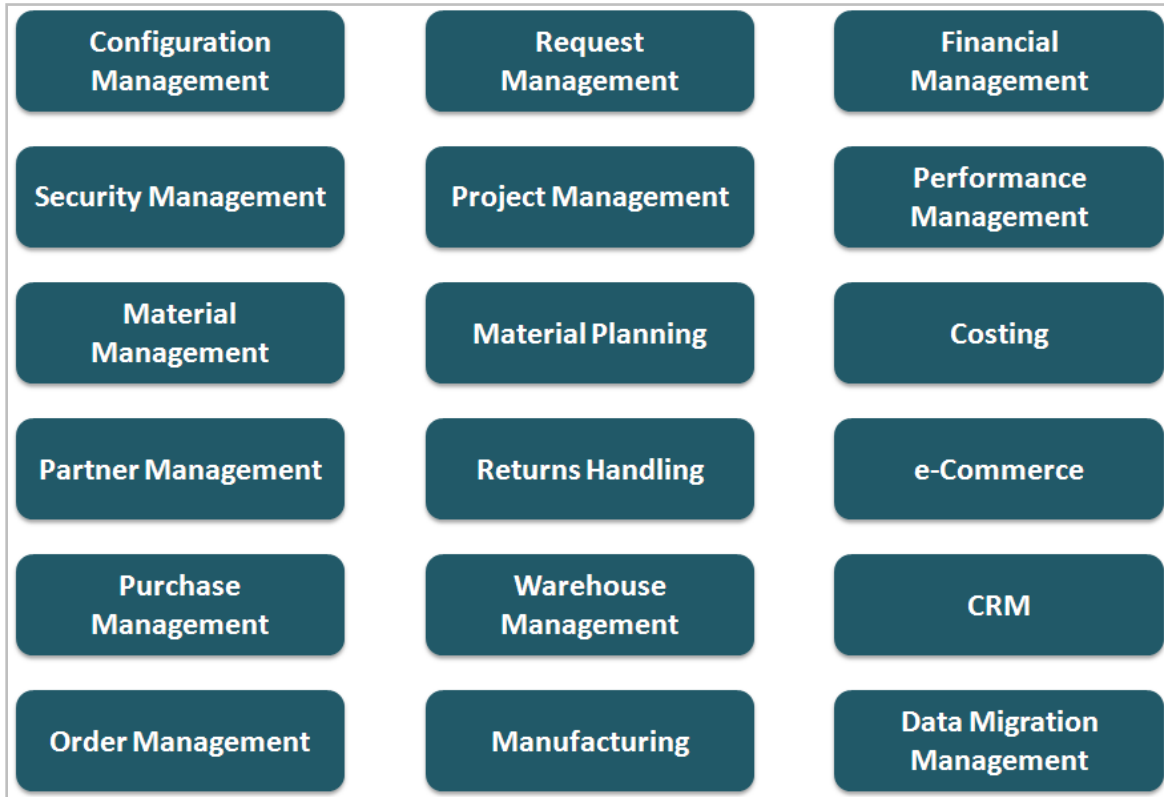 Configuration
Management
Request
Management
Financial
Management
Security Management
Project Management
Performance
Management
Material
Management
Material Planning
Costing
Partner Management
Returns Handling
e-Commerce
Purchase
Management
Warehouse
Management
CRM
Order Management
Manufacturing
Data Migration
Management